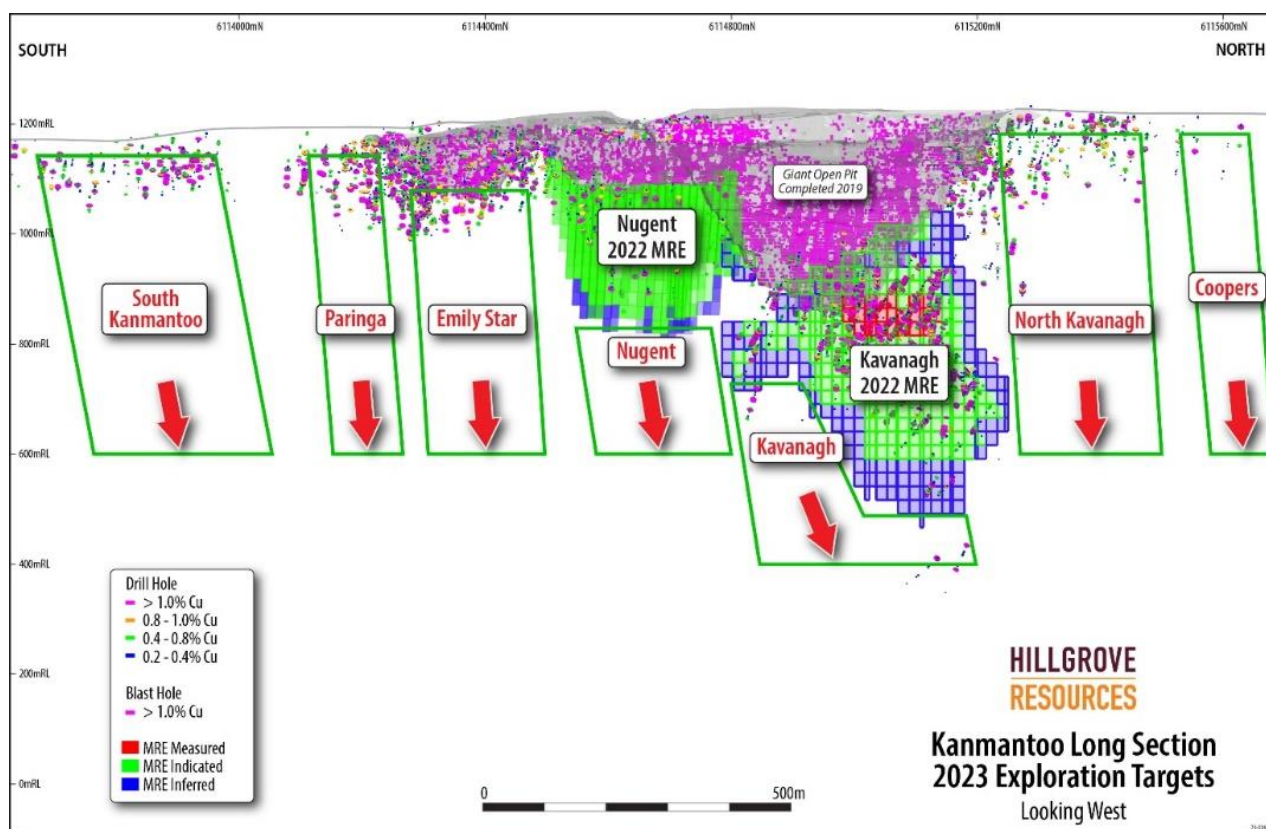 6114000mN
6114400mN
6114800mN
6115200mN
6115600mN
SOUTH
NORTH
1200mRL
1000mRL
800mRL
600mRL
400mRL
200mRL
0mRL
Giant Open Pit
Completed 2019
Nugent
2022 MRE
South
Kanmantoo
Paringa
Emily Star
Nugent
Kavanagh
2022 MRE
Kavanagh
North Kavanagh
Coopers
Drill Hole
> 1.0% Cu
0.8 - 1.0% Cu
0.4 - 0.8% Cu
0.2 - 0.4% Cu
Blast Hole
> 1.0% Cu
MRE Measured
MRE Indicated
MRE Inferred
0
500m
HILLGROVE
RESOURCES
Kanmantoo Long Section
2023 Exploration Targets
Looking West